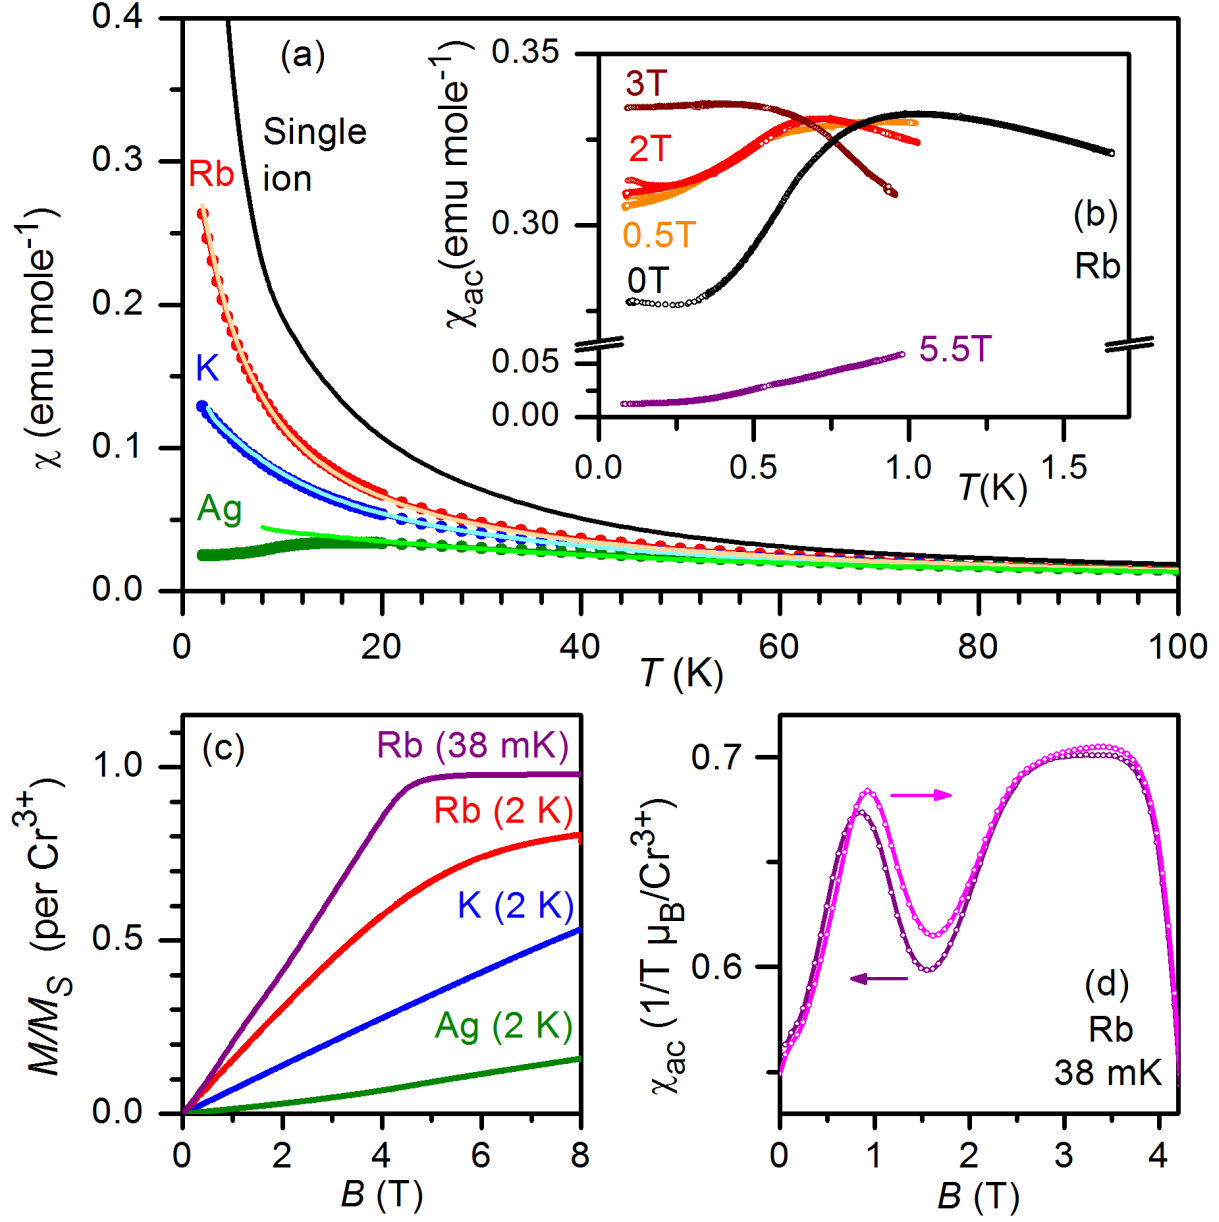 0.4
0.3
0.2
0.1
0.0
χ (emu mole⁻¹)
(a)
Single
ion
Rb
K
Ag
0
20
40
60
80
100
T (K)
0.35
0.30
0.05
0.00
χac(emu mole⁻¹)
3T
2T
0.5T
0T
5.5T
(b)
Rb
0.0
0.5
1.0
1.5
T(K)
(c)
Rb (38 mK)
Rb (2 K)
K (2 K)
Ag (2 K)
1.0
0.5
0.0
M/MS (per Cr³⁺)
0
2
4
6
8
B (T)
0.7
0.6
χac (1/T μB/Cr³⁺)
(d)
Rb
38 mK
0
1
2
3
4
B (T)